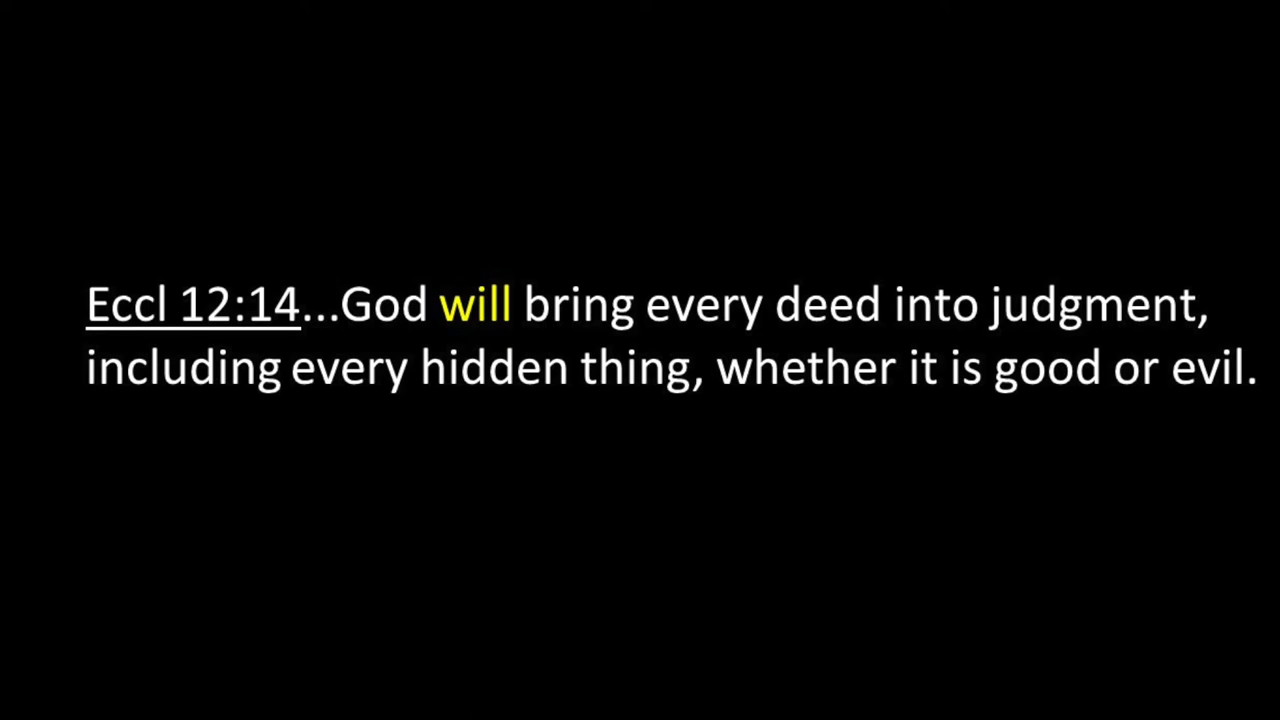 Eccl 12:14...God will bring every deed into judgment,
including every hidden thing, whether it is good or evil.